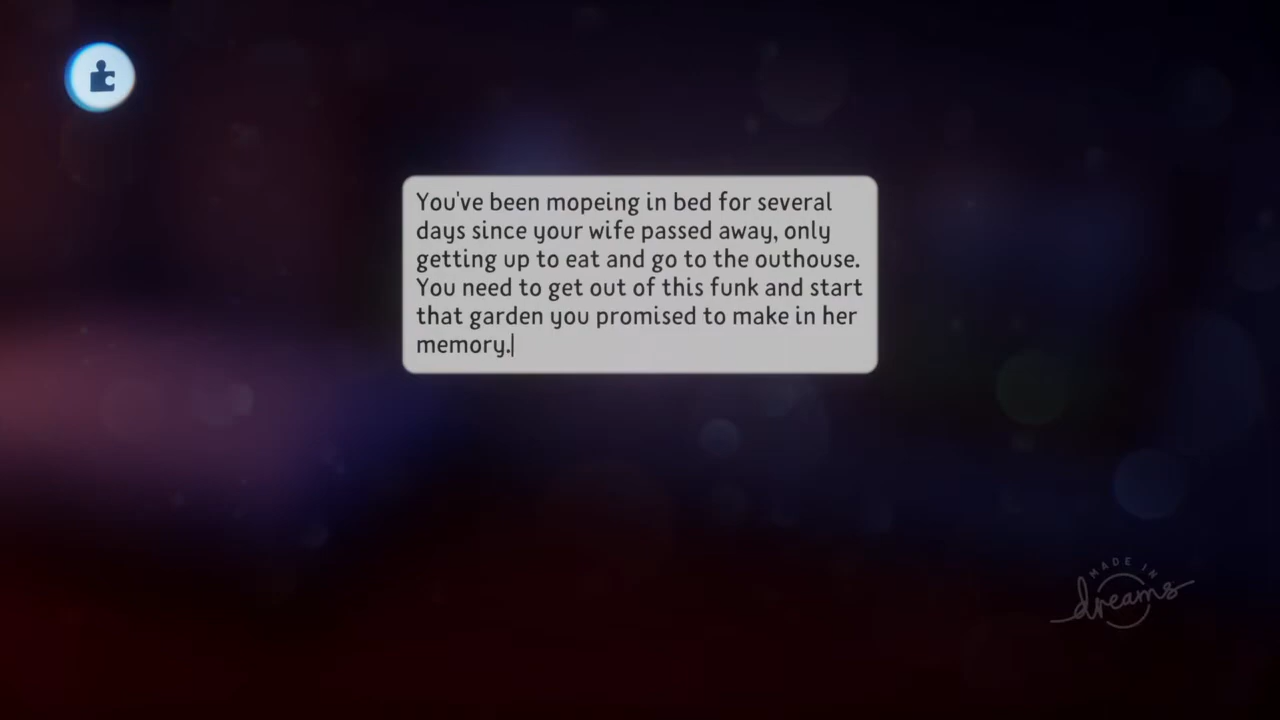 You've been mopeing in bed for several
days since your wife passed away, only
getting up to eat and go to the outhouse.
You need to get out of this funk and start
that garden you promised to make in her
memory.
MADE IN
dreams